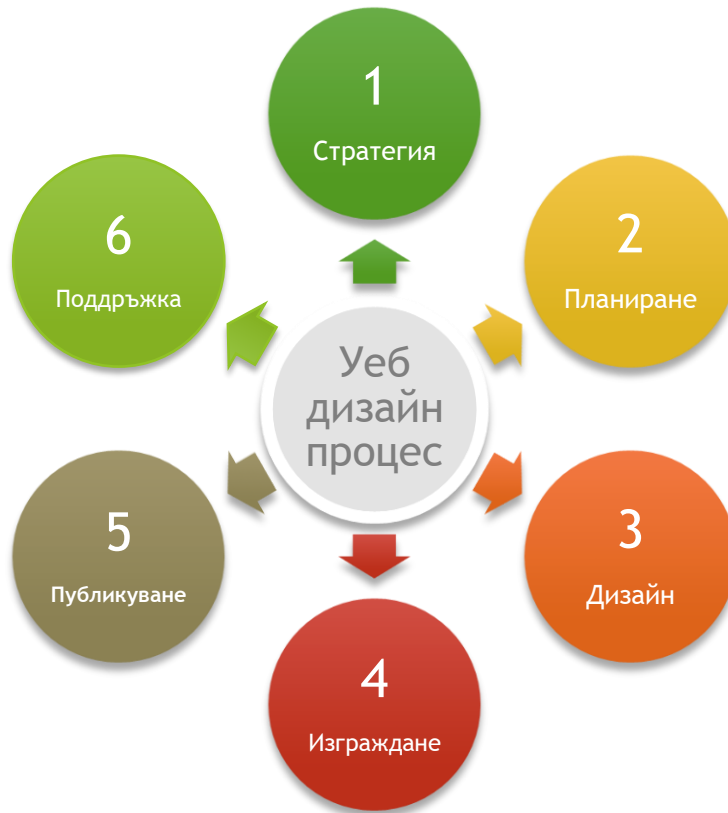 Уеб
дизайн
процес
1
Стратегия
2
Планиране
3
Дизайн
4
Изграждане
5
Публикуване
6
Поддръжка